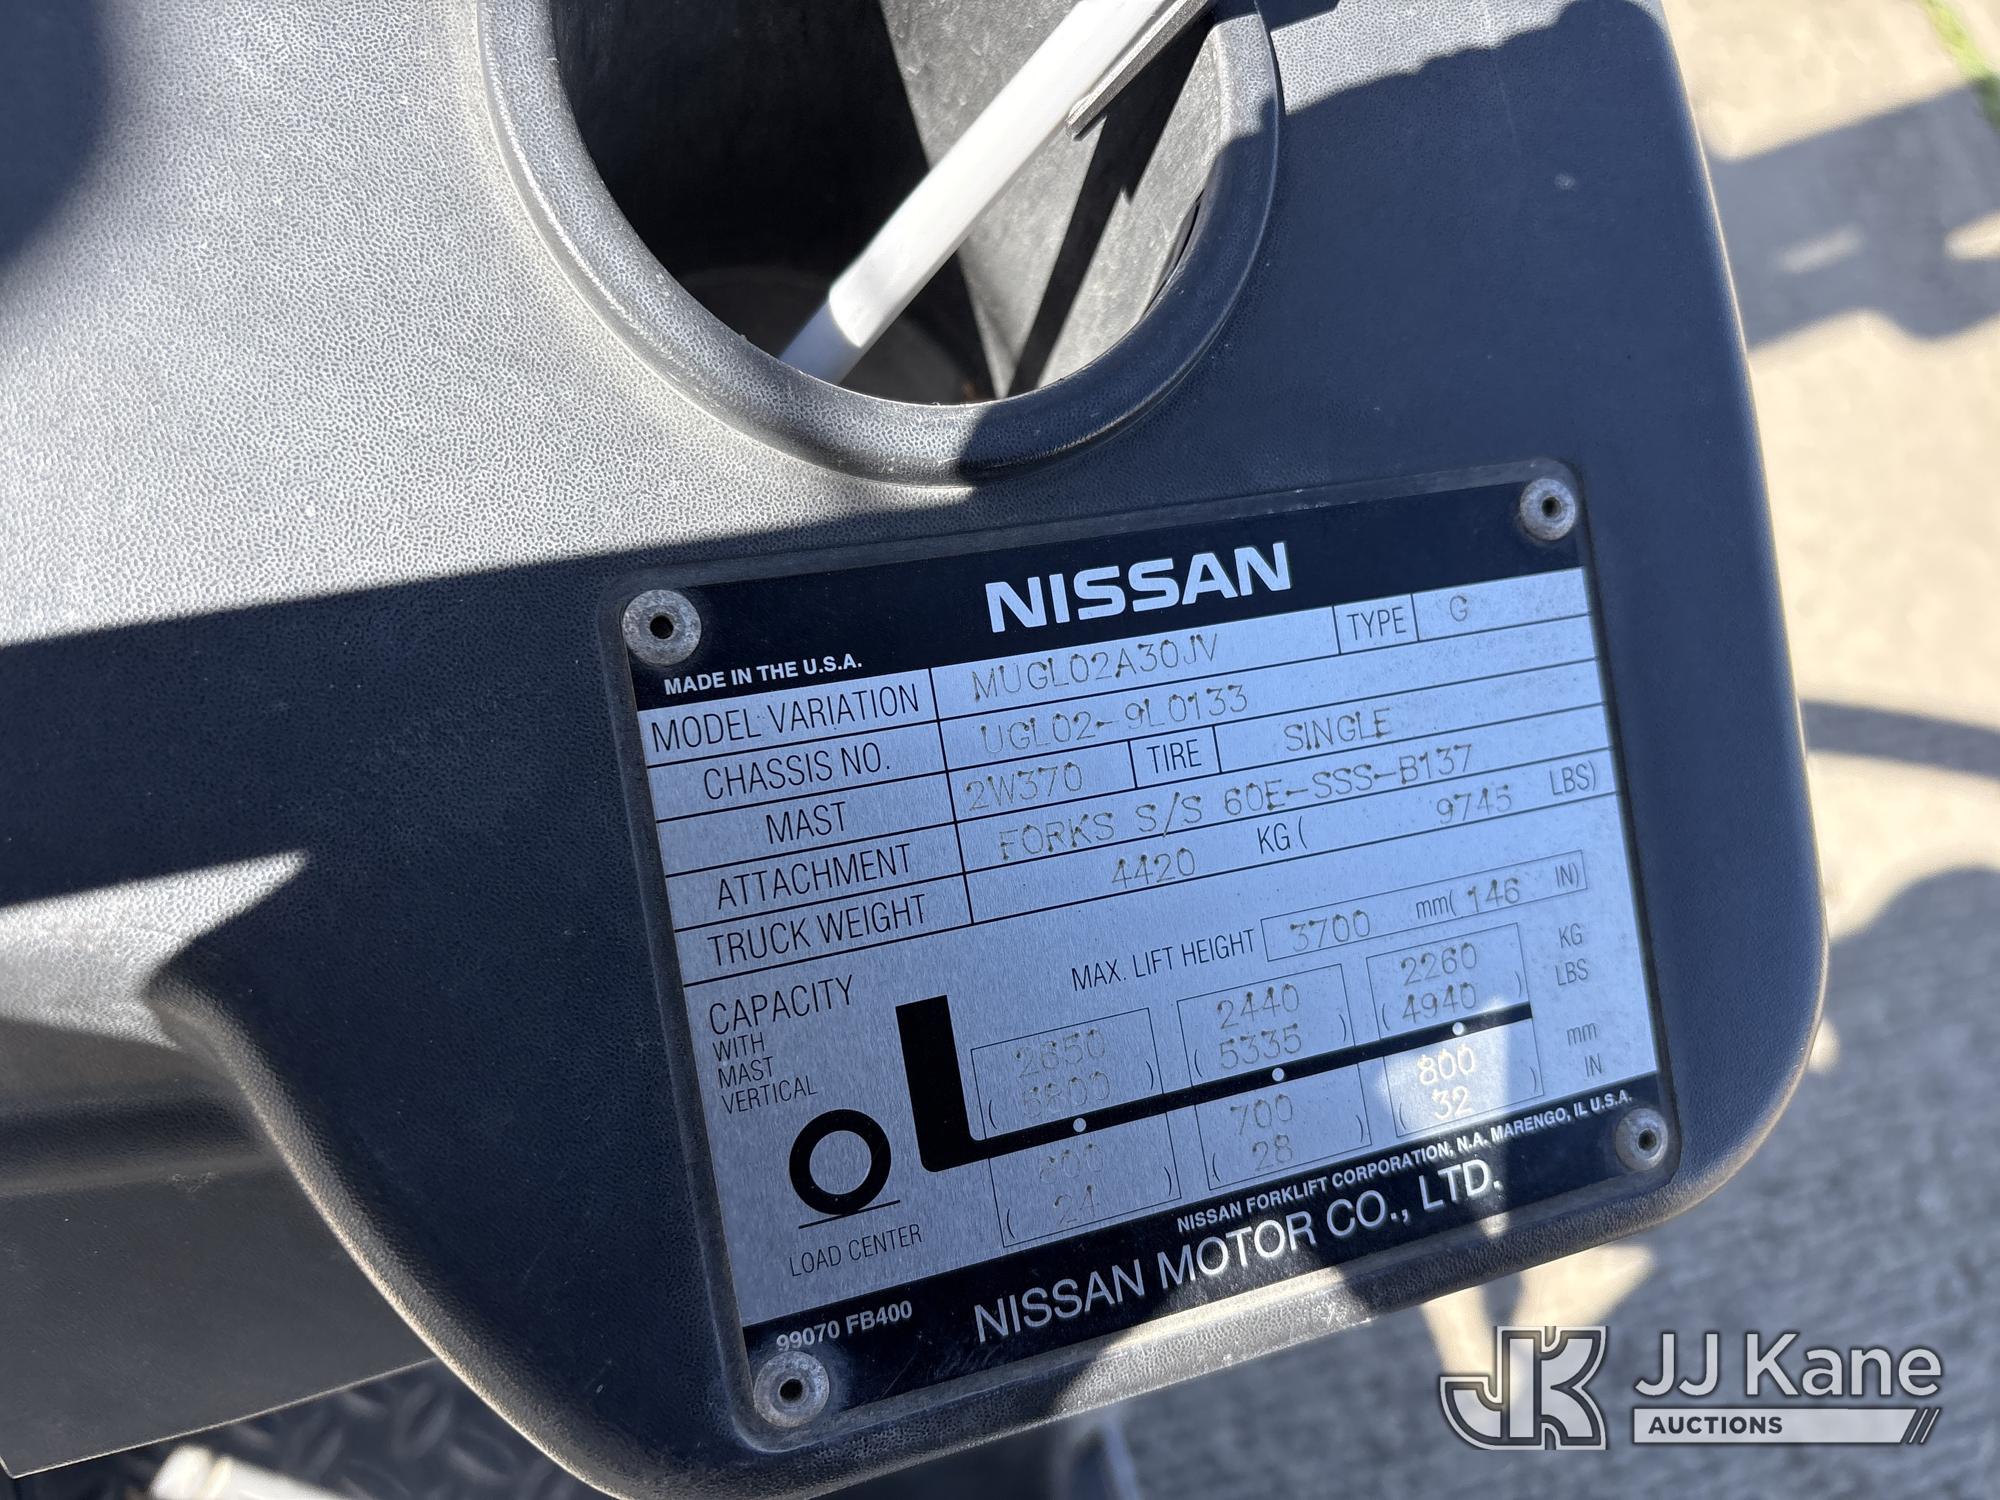 NISSAN
MADE IN THE U.S.A.
MODEL VARIATION MUGL02A30JV TYPE G
CHASSIS NO. UGL02-9L0133
MAST 2W370 TIRE SINGLE
ATTACHMENT FORKS S/S 60E-SSS-B137
TRUCK WEIGHT 4420 KG ( 9745 LBS)
MAX. LIFT HEIGHT 3700 mm( 146 IN)
CAPACITY
WITH
MAST
VERTICAL
2650 2440 2260 KG
( 5800 ) ( 5335 ) ( 4940 ) LBS
700 800 mm
( 24 ) ( 28 ) ( 32 ) IN
LOAD CENTER
NISSAN FORKLIFT CORPORATION, N.A. MARENGO, IL U.S.A.
99070 FB400 NISSAN MOTOR CO., LTD.
JK JJ Kane
AUCTIONS